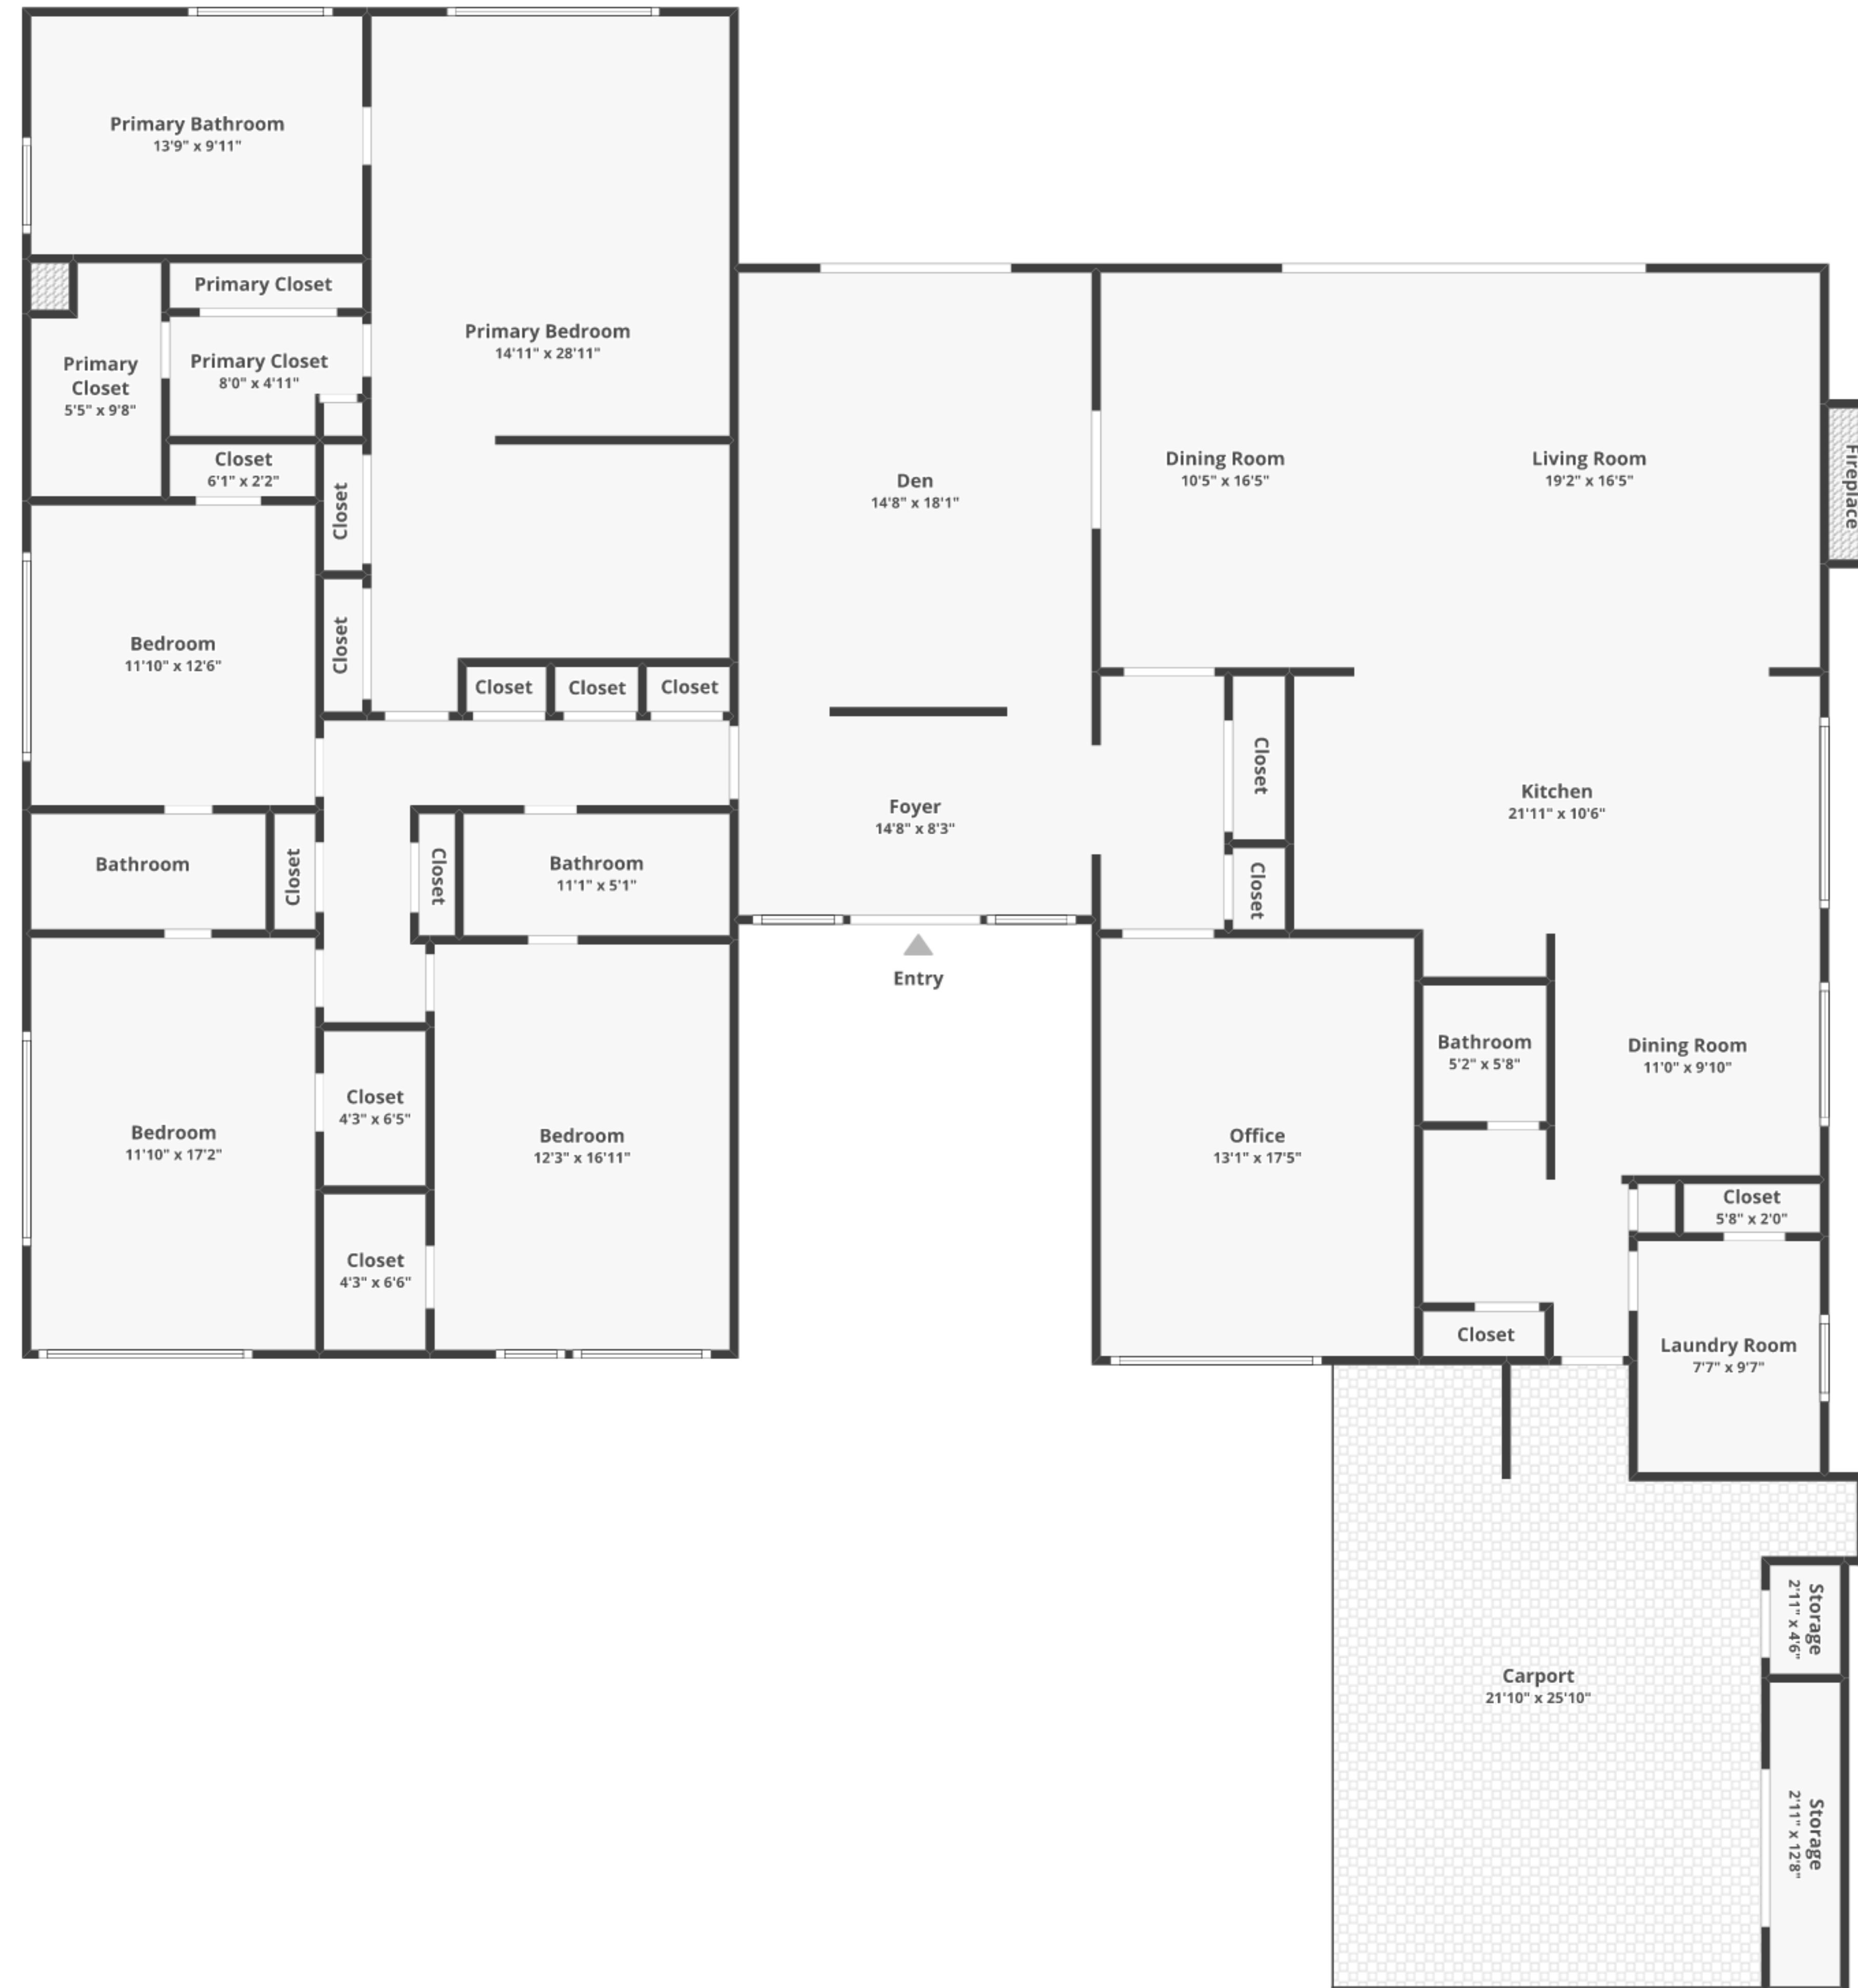 Primary Bathroom
13'9" x 9'11"
Primary Closet
Primary Closet
8'0" x 4'11"
Primary
Closet
5'5" x 9'8"
Primary Bedroom
14'11" x 28'11"
Closet
6'1" x 2'2"
Closet
Closet
Bedroom
11'10" x 12'6"
Closet
Closet
Closet
Bathroom
Closet
Closet
Bathroom
11'1" x 5'1"
Bedroom
11'10" x 17'2"
Closet
4'3" x 6'5"
Closet
4'3" x 6'6"
Bedroom
12'3" x 16'11"
Den
14'8" x 18'1"
Foyer
14'8" x 8'3"
Entry
Dining Room
10'5" x 16'5"
Living Room
19'2" x 16'5"
Fireplace
Closet
Closet
Kitchen
21'11" x 10'6"
Office
13'1" x 17'5"
Bathroom
5'2" x 5'8"
Dining Room
11'0" x 9'10"
Closet
5'8" x 2'0"
Closet
Laundry Room
7'7" x 9'7"
Carport
21'10" x 25'10"
Storage
2'11" x 4'6"
Storage
2'11" x 12'8"